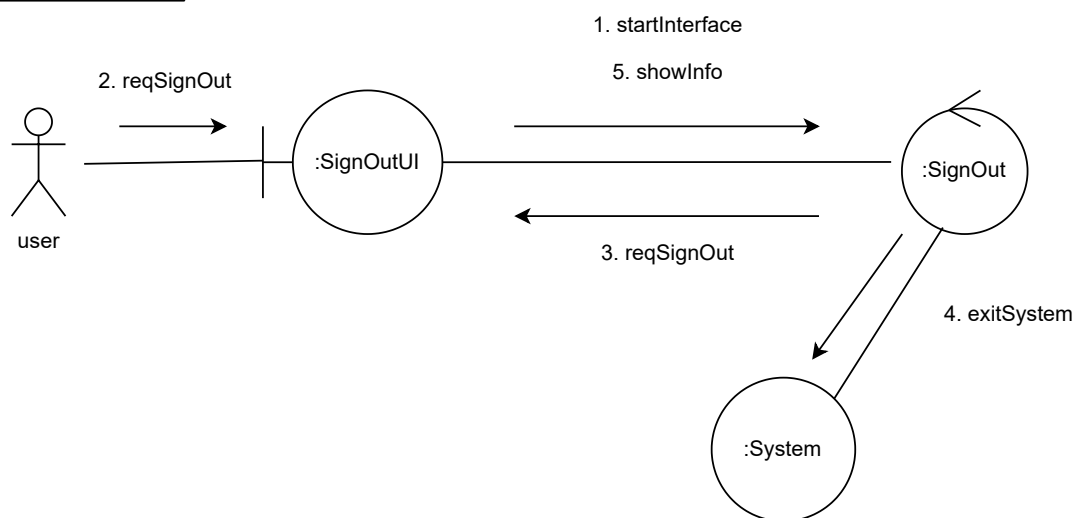 1. startInterface
5. showInfo
2. reqSignOut
:SignOutUI
:SignOut
user
3. reqSignOut
4. exitSystem
:System